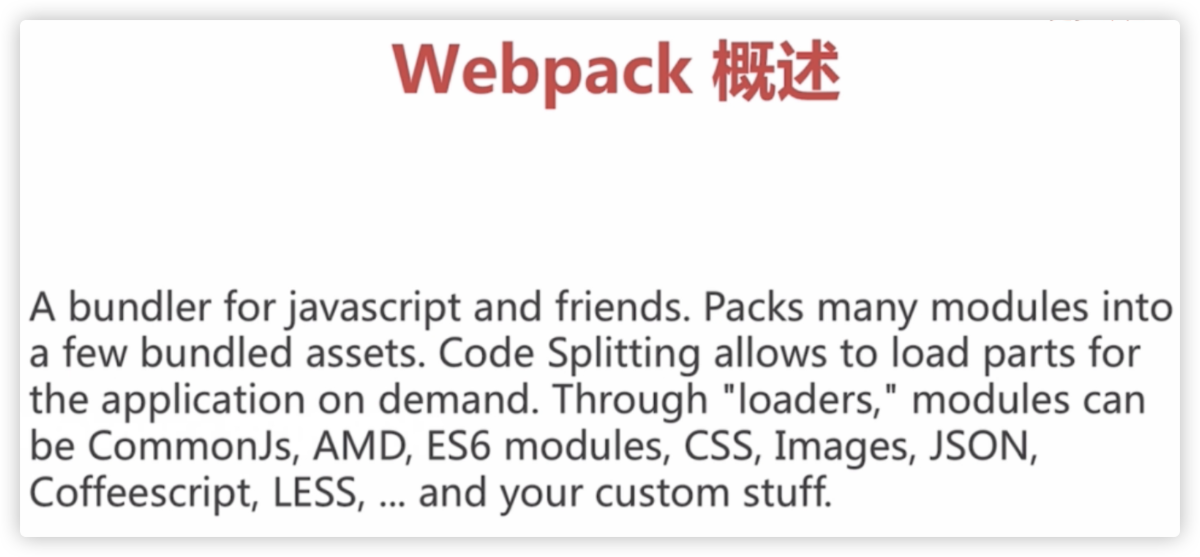 Webpack 概述
A bundler for javascript and friends. Packs many modules into
a few bundled assets. Code Splitting allows to load parts for
the application on demand. Through "loaders," modules can
be CommonJs, AMD, ES6 modules, CSS, Images, JSON,
Coffeescript, LESS, ... and your custom stuff.